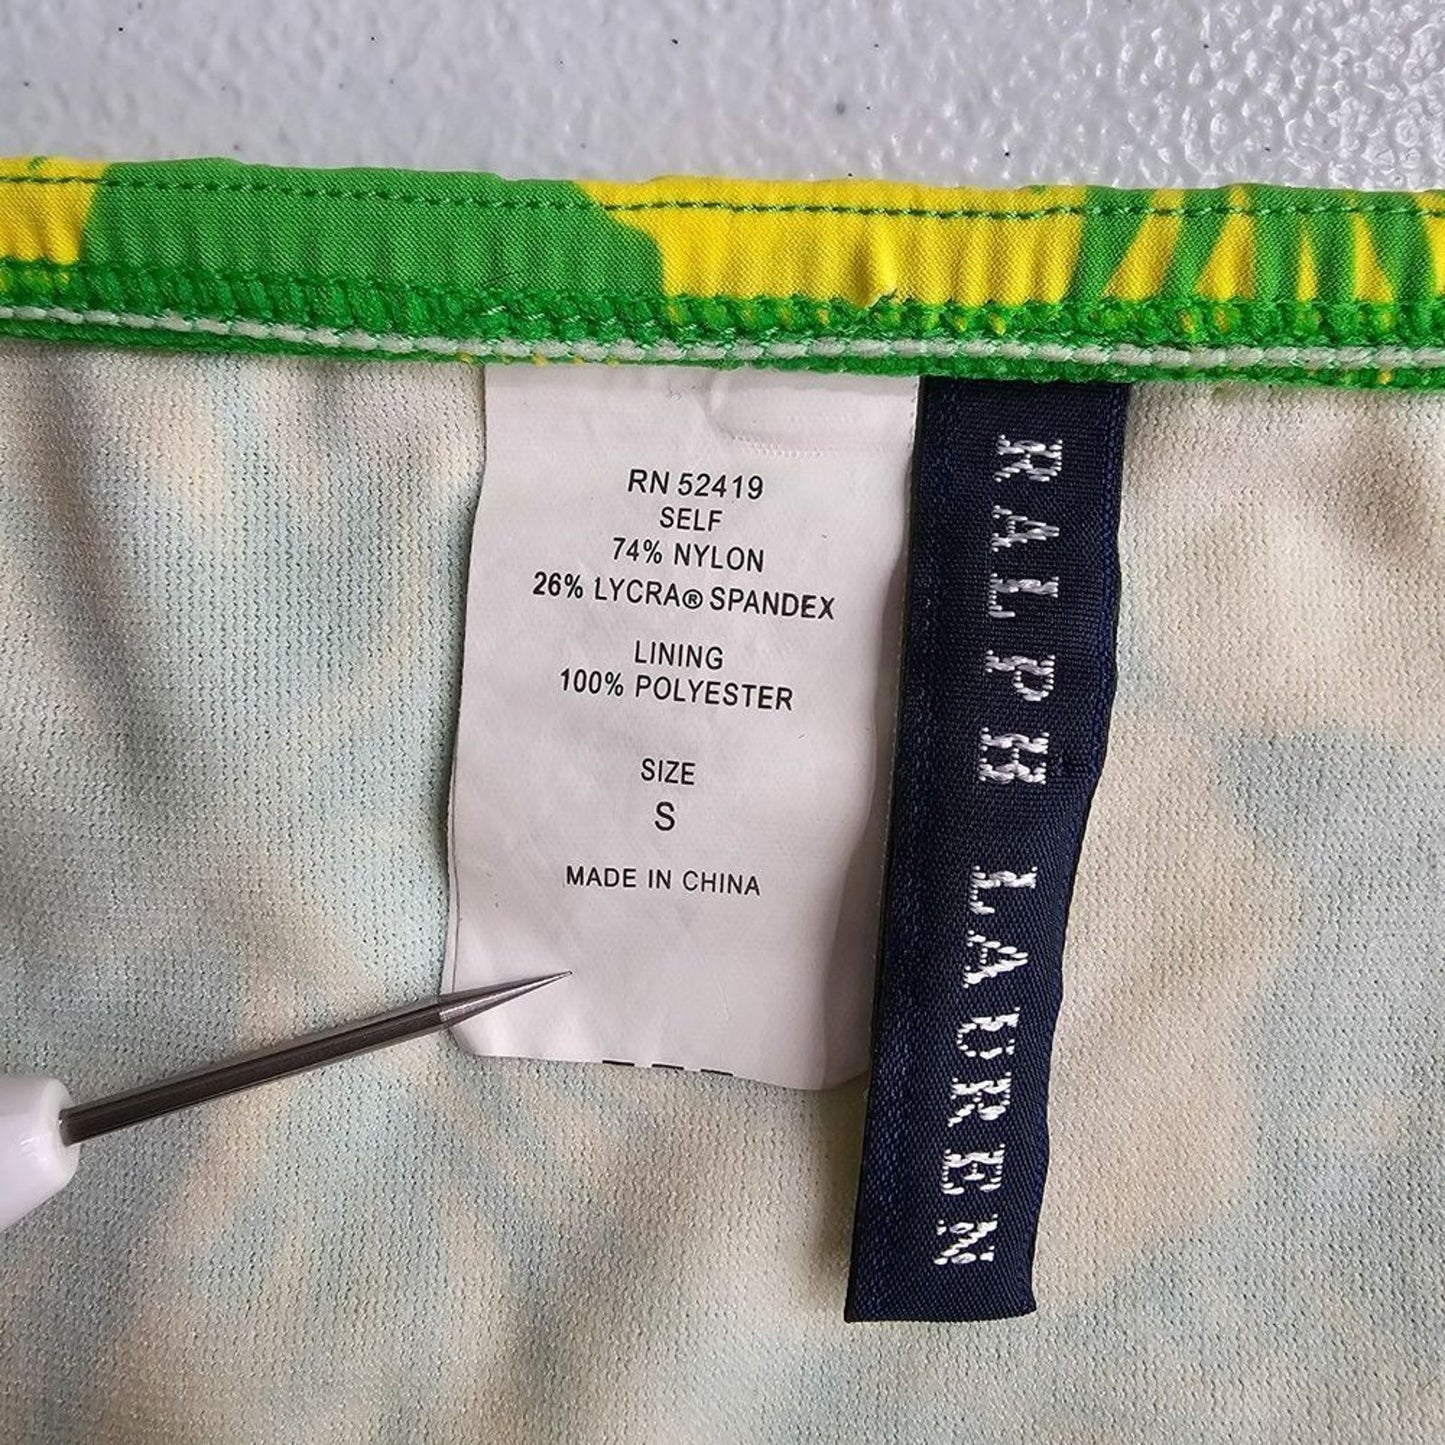 RN 52419
SELF
74% NYLON
26% LYCRA® SPANDEX
LINING
100% POLYESTER
SIZE
S
MADE IN CHINA
RALPH LAUREN